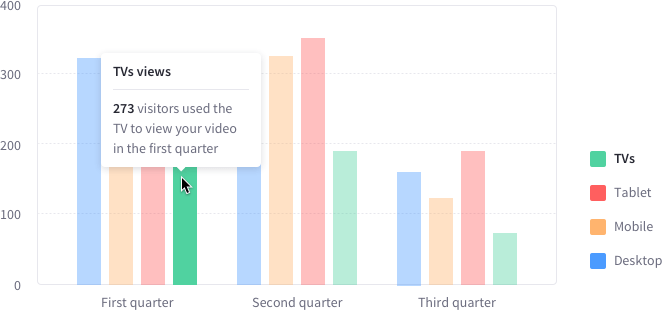 400
300
200
100
0
TVs views
273 visitors used the
TV to view your video
in the first quarter
First quarter
Second quarter
Third quarter
TVs
Tablet
Mobile
Desktop